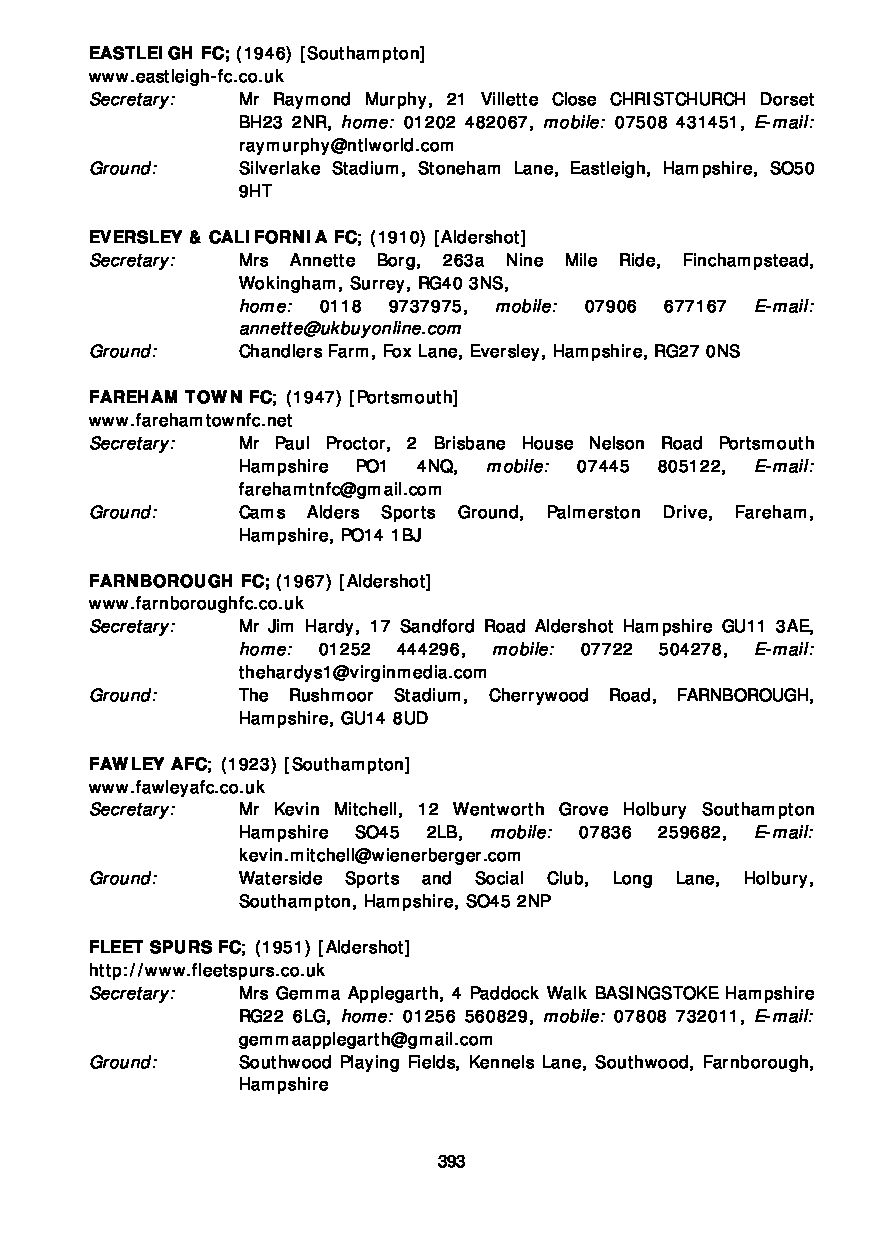 EASTLEIGH FC; (1946) [Southampton]
www.eastleigh-fc.co.uk
Secretary: Mr Raymond Murphy, 21 Villette Close CHRISTCHURCH Dorset
BH23 2NR, home: 01202 482067, mobile: 07508 431451, E-mail:
raymurphy@ntlworld.com
Ground: Silverlake Stadium, Stoneham Lane, Eastleigh, Hampshire, SO50
9HT
EVERSLEY & CALIFORNIA FC; (1910) [Aldershot]
Secretary: Mrs Annette Borg, 263a Nine Mile Ride, Finchampstead,
Wokingham, Surrey, RG40 3NS,
home: 0118 9737975, mobile: 07906 677167 E-mail:
annette@ukbuyonline.com
Ground: Chandlers Farm, Fox Lane, Eversley, Hampshire, RG27 0NS
FAREHAM TOWN FC; (1947) [Portsmouth]
www.farehamtownfc.net
Secretary: Mr Paul Proctor, 2 Brisbane House Nelson Road Portsmouth
Hampshire PO1 4NQ, mobile: 07445 805122, E-mail:
farehamtnfc@gmail.com
Ground: Cams Alders Sports Ground, Palmerston Drive, Fareham,
Hampshire, PO14 1BJ
FARNBOROUGH FC; (1967) [Aldershot]
www.farnboroughfc.co.uk
Secretary: Mr Jim Hardy, 17 Sandford Road Aldershot Hampshire GU11 3AE,
home: 01252 444296, mobile: 07722 504278, E-mail:
thehardys1@virginmedia.com
Ground: The Rushmoor Stadium, Cherrywood Road, FARNBOROUGH,
Hampshire, GU14 8UD
FAWLEY AFC; (1923) [Southampton]
www.fawleyafc.co.uk
Secretary: Mr Kevin Mitchell, 12 Wentworth Grove Holbury Southampton
Hampshire SO45 2LB, mobile: 07836 259682, E-mail:
kevin.mitchell@wienerberger.com
Ground: Waterside Sports and Social Club, Long Lane, Holbury,
Southampton, Hampshire, SO45 2NP
FLEET SPURS FC; (1951) [Aldershot]
http://www.fleetspurs.co.uk
Secretary: Mrs Gemma Applegarth, 4 Paddock Walk BASINGSTOKE Hampshire
RG22 6LG, home: 01256 560829, mobile: 07808 732011, E-mail:
gemmaapplegarth@gmail.com
Ground: Southwood Playing Fields, Kennels Lane, Southwood, Farnborough,
Hampshire
393